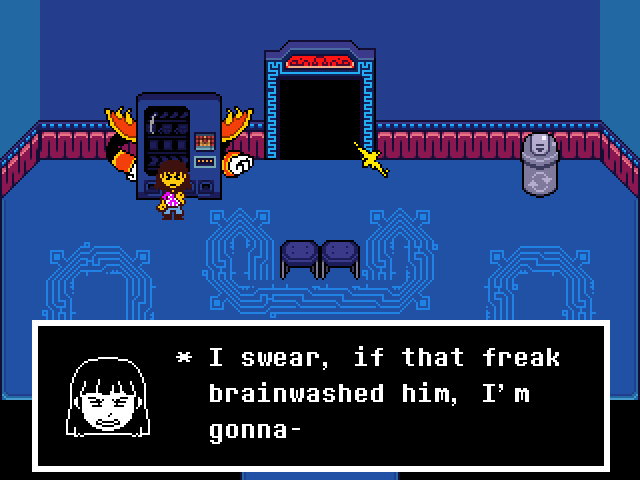 * I swear, if that freak
brainwashed him, I'm
gonna-